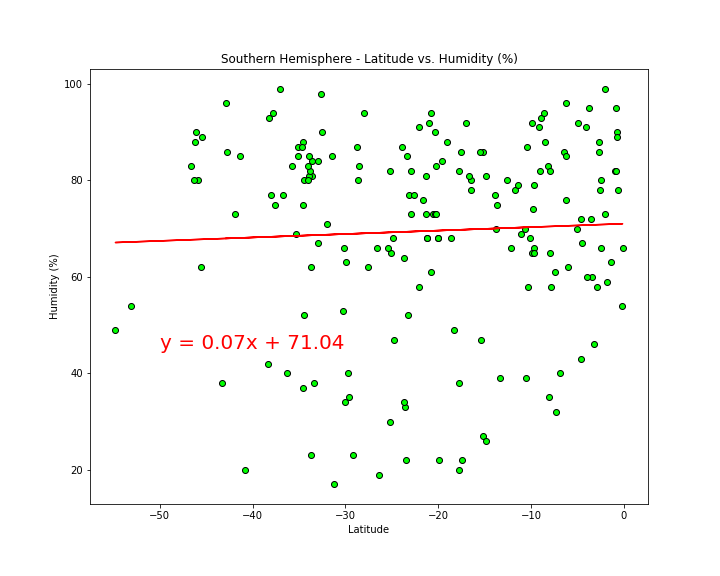 Southern Hemisphere - Latitude vs. Humidity (%)
100
80
60
40
20
Humidity (%)
y = 0.07x + 71.04
−50
−40
−30
−20
−10
0
Latitude